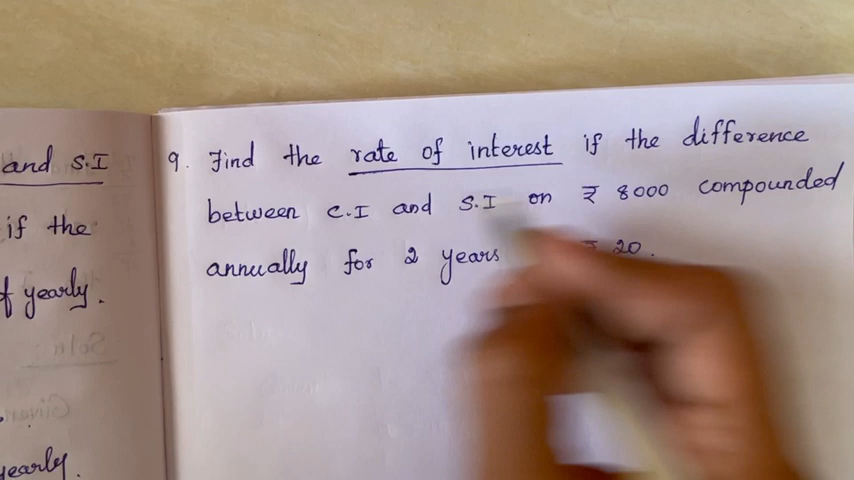 and S.I
if the
f yearly.
yearly.
9. Find the rate of interest if the difference
between C.I and S.I on ₹ 8000 compounded
annually for 2 years ₹ 20.